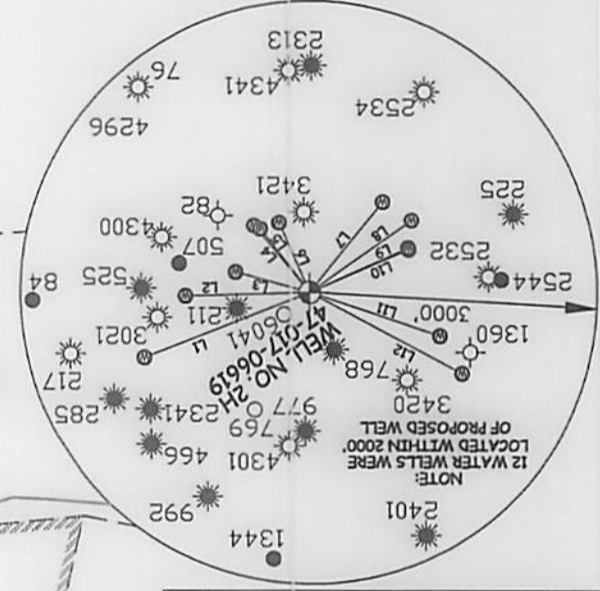 1344
2401
992
NOTE:
12 WATER WELLS WERE
LOCATED WITHIN 2000'
OF PROPOSED WELL
4301
466
769
977
3420
2341
285
768
1360
217
WELL NO. 2H
47-017-06619
6041
3021
211
L12
L1
3000'
L11
2544
525
84
L2
L3
507
2532
L10
L9
L8
L7
L6
L5
L4
4300
225
82
3421
4296
2534
4341
76
2313